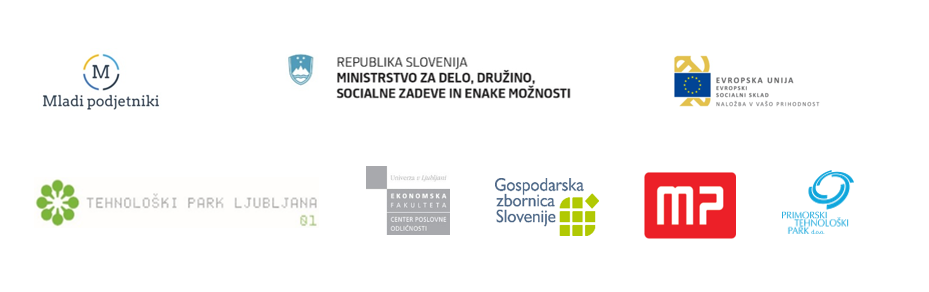 M
Mladi podjetniki
REPUBLIKA SLOVENIJA
MINISTRSTVO ZA DELO, DRUŽINO,
SOCIALNE ZADEVE IN ENAKE MOŽNOSTI
EVROPSKA UNIJA
EVROPSKI
SOCIALNI SKLAD
NALOŽBA V VAŠO PRIHODNOST
TEHNOLOŠKI PARK LJUBLJANA
01
Univerza v Ljubljani
EKONOMSKA
FAKULTETA
CENTER POSLOVNE
ODLIČNOSTI
Gospodarska
zbornica
Slovenije
MP
PRIMORSKI
TEHNOLOŠKI
PARK d.o.o.